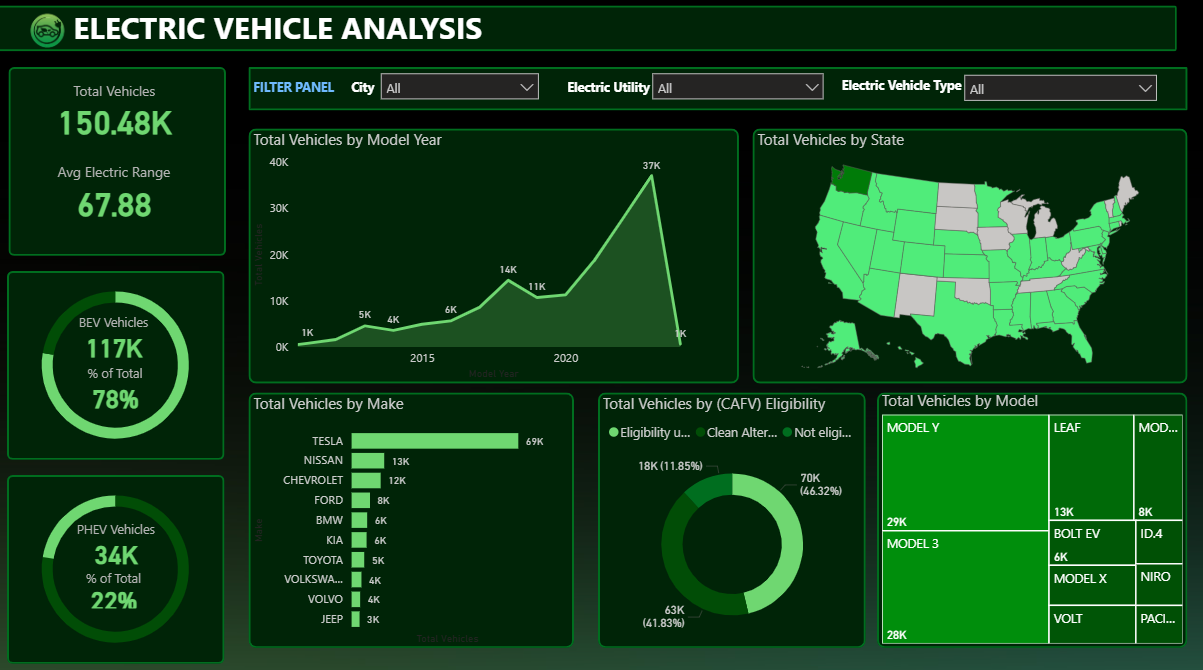 ELECTRIC VEHICLE ANALYSIS
Total Vehicles
150.48K
Avg Electric Range
67.88
FILTER PANEL
City All
Electric Utility All
Electric Vehicle Type All
BEV Vehicles
117K
% of Total
78%
PHEV Vehicles
34K
% of Total
22%
Total Vehicles by Model Year
Total Vehicles
40K
30K
20K
10K
0K
1K
5K
4K
6K
14K
11K
37K
1K
2015
2020
Model Year
Total Vehicles by State
Total Vehicles by Make
Make
TESLA 69K
NISSAN 13K
CHEVROLET 12K
FORD 8K
BMW 6K
KIA 6K
TOYOTA 5K
VOLKSWA... 4K
VOLVO 4K
JEEP 3K
Total Vehicles
Total Vehicles by (CAFV) Eligibility
Eligibility u... Clean Alter... Not eligi...
18K (11.85%)
70K
(46.32%)
63K
(41.83%)
Total Vehicles by Model
MODEL Y
29K
MODEL 3
28K
LEAF
13K
MOD...
8K
BOLT EV
6K
ID.4
MODEL X
NIRO
VOLT
PACI...